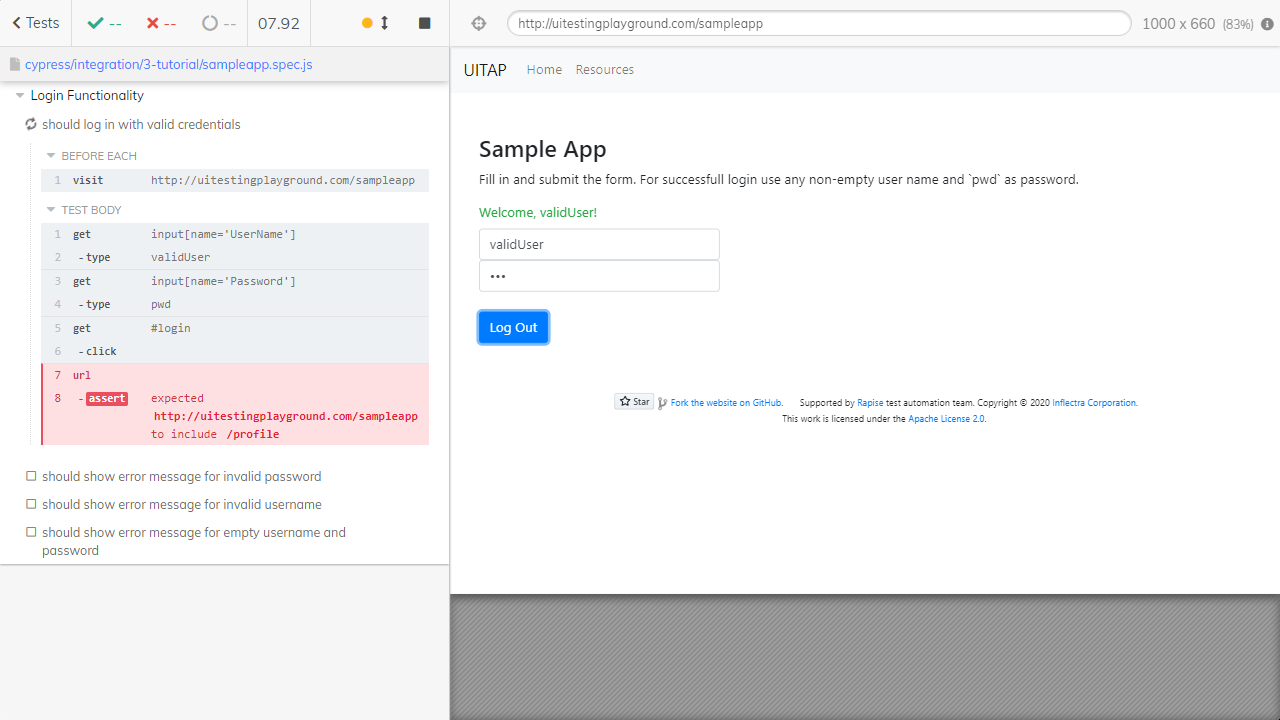 Tests -- -- -- 07.92
http://uitestingplayground.com/sampleapp 1000 x 660 (83%)
cypress/integration/3-tutorial/sampleapp.spec.js
Login Functionality
should log in with valid credentials
BEFORE EACH
1 visit http://uitestingplayground.com/sampleapp
TEST BODY
1 get input[name='UserName']
2 -type validUser
3 get input[name='Password']
4 -type pwd
5 get #login
6 -click
7 url
8 -assert expected
http://uitestingplayground.com/sampleapp
to include /profile
should show error message for invalid password
should show error message for invalid username
should show error message for empty username and
password
UITAP Home Resources
Sample App
Fill in and submit the form. For successfull login use any non-empty user name and `pwd` as password.
Welcome, validUser!
validUser
•••
Log Out
Star Fork the website on GitHub. Supported by Rapise test automation team. Copyright © 2020 Inflectra Corporation.
This work is licensed under the Apache License 2.0.